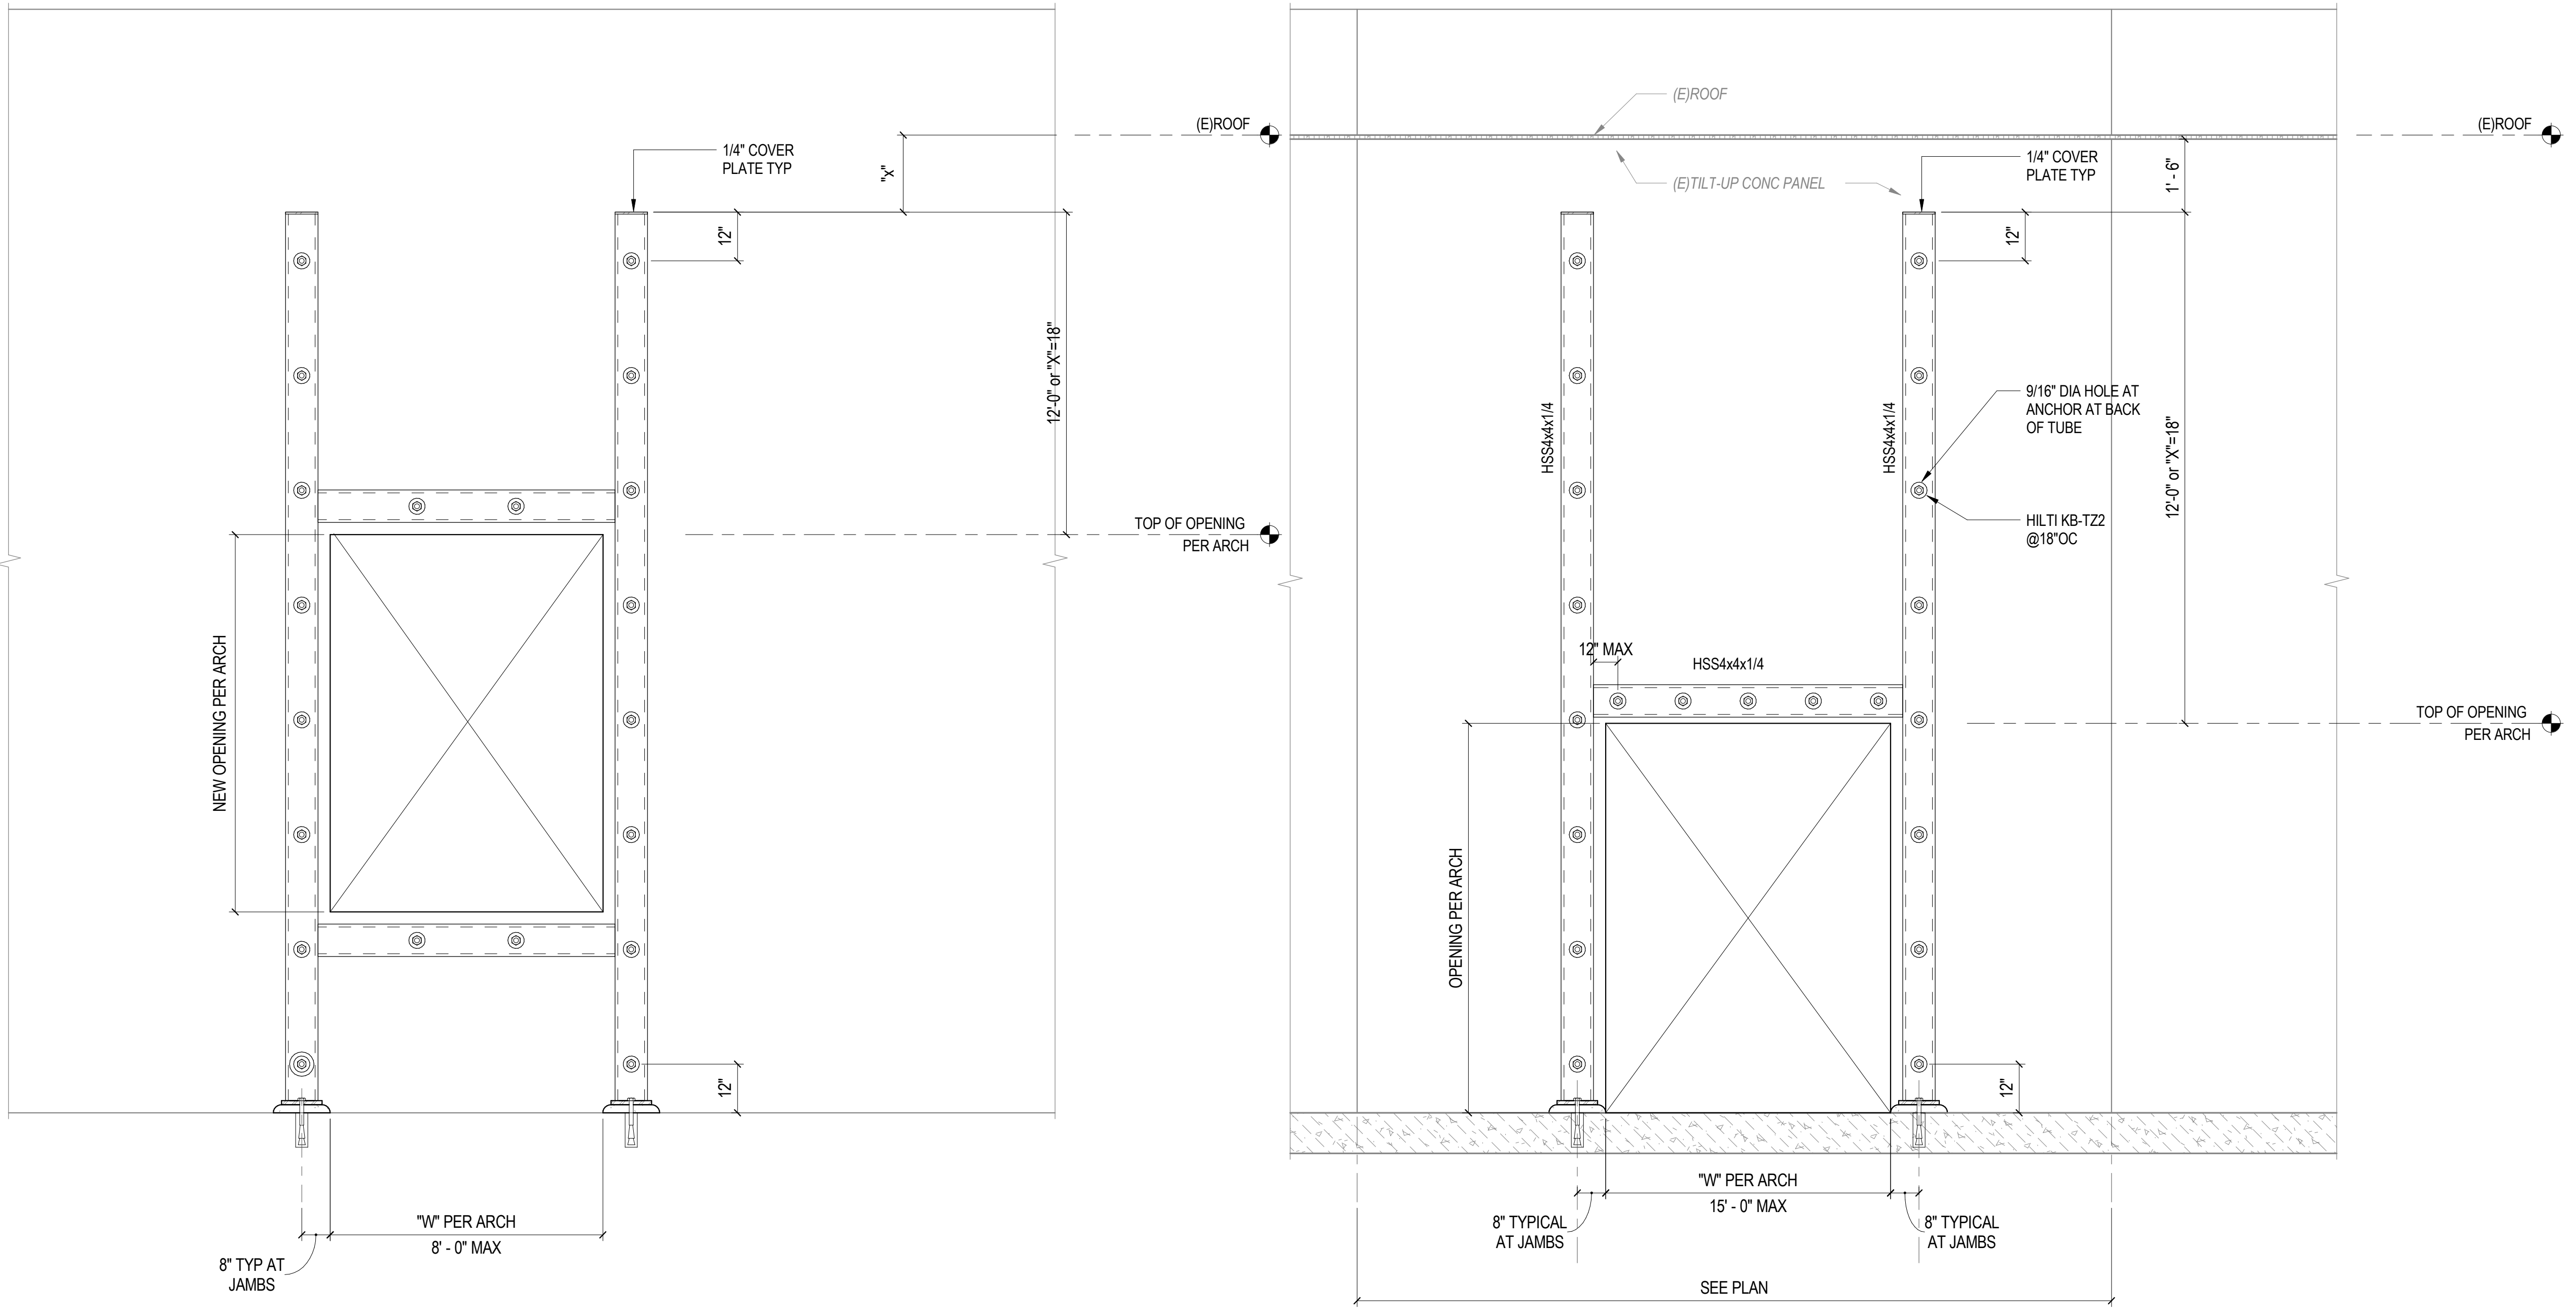 (E)ROOF
1/4" COVER
PLATE TYP
"x"
12"
12'-0" or "X"=18"
TOP OF OPENING
PER ARCH
NEW OPENING PER ARCH
12"
"W" PER ARCH
8' - 0" MAX
8" TYP AT
JAMBS
(E)ROOF
(E)ROOF
(E)TILT-UP CONC PANEL
1/4" COVER
PLATE TYP
1' - 6"
12"
HSS4x4x1/4
HSS4x4x1/4
9/16" DIA HOLE AT
ANCHOR AT BACK
OF TUBE
12'-0" or "X"=18"
HILTI KB-TZ2
@18"OC
12" MAX
HSS4x4x1/4
TOP OF OPENING
PER ARCH
OPENING PER ARCH
12"
"W" PER ARCH
15' - 0" MAX
8" TYPICAL
AT JAMBS
8" TYPICAL
AT JAMBS
SEE PLAN